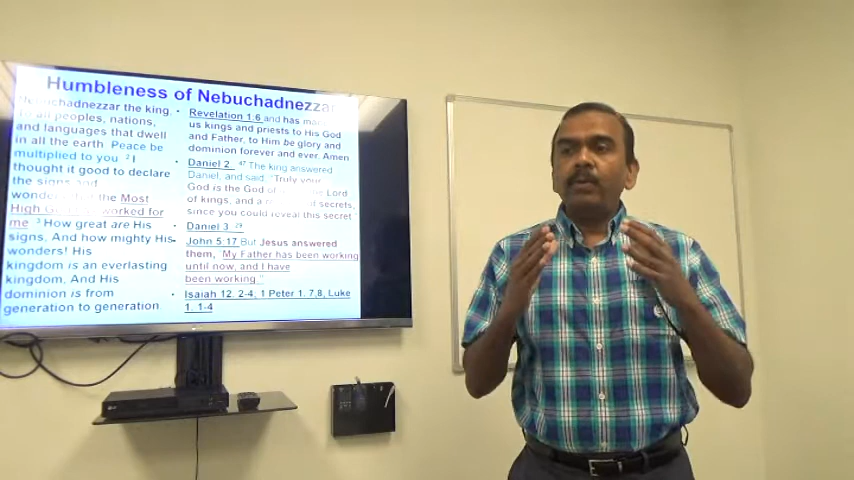 Humbleness of Nebuchadnezzar
Nebuchadnezzar the king,
to all peoples, nations,
and languages that dwell
in all the earth: Peace be
multiplied to you. 2 I
thought it good to declare
the signs and
the Most
High worked for
me 3 How great are His
signs, And how mighty His
wonders! His
kingdom is an everlasting
kingdom, And His
dominion is from
generation to generation.
• Revelation 1.6 and has made
us kings and priests to His God
and Father, to Him be glory and
dominion forever and ever. Amen
• Daniel 2 47 The king answered
Daniel, and said, "Truly your
God is the God of the Lord
of kings, and a of secrets,
since you could reveal this secret"
• Daniel 3 29
• John 5:17 But Jesus answered
them, My Father has been working
until now, and I have
been working."
• Isaiah 12. 2-4, 1 Peter 1. 7,8, Luke
1. 1-4